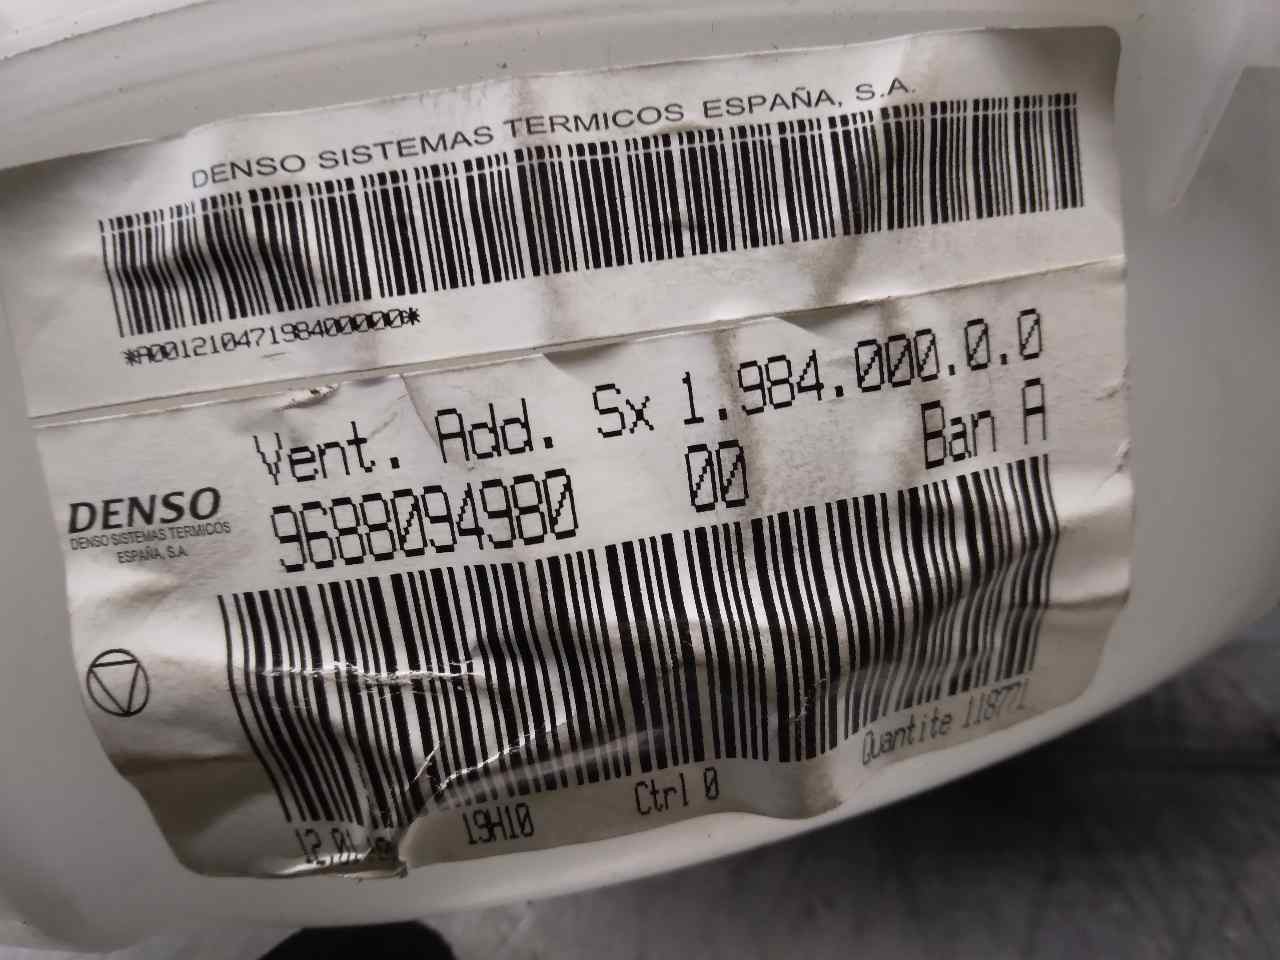 DENSO SISTEMAS TERMICOS ESPAÑA, S.A.
*A00121047198400000*
Vent. Add. Sx 1.984.000.0.0
9688094980 00 Ban A
DENSO
DENSO SISTEMAS TERMICOS
ESPAÑA, S.A.
19H10 Ctrl 0 Quantite 118771